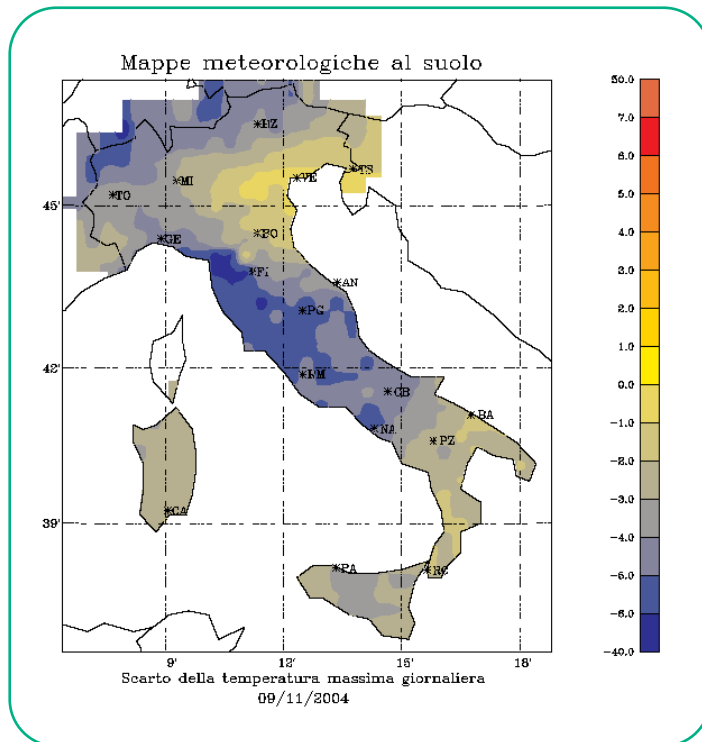 Mappe meteorologiche al suolo
50.0
7.0
6.0
5.0
4.0
3.0
2.0
1.0
0.0
-1.0
-2.0
-3.0
-4.0
-5.0
-6.0
-40.0
*BZ
*MI
*VE
*TS
*TO
45'
*BO
*GE
*FI
*AN
*PG
42'
*RM
*CB
*BA
*NA
*PZ
*CA
39'
*PA
*RC
9' 12' 15' 18'
Scarto della temperatura massima giornaliera
09/11/2004